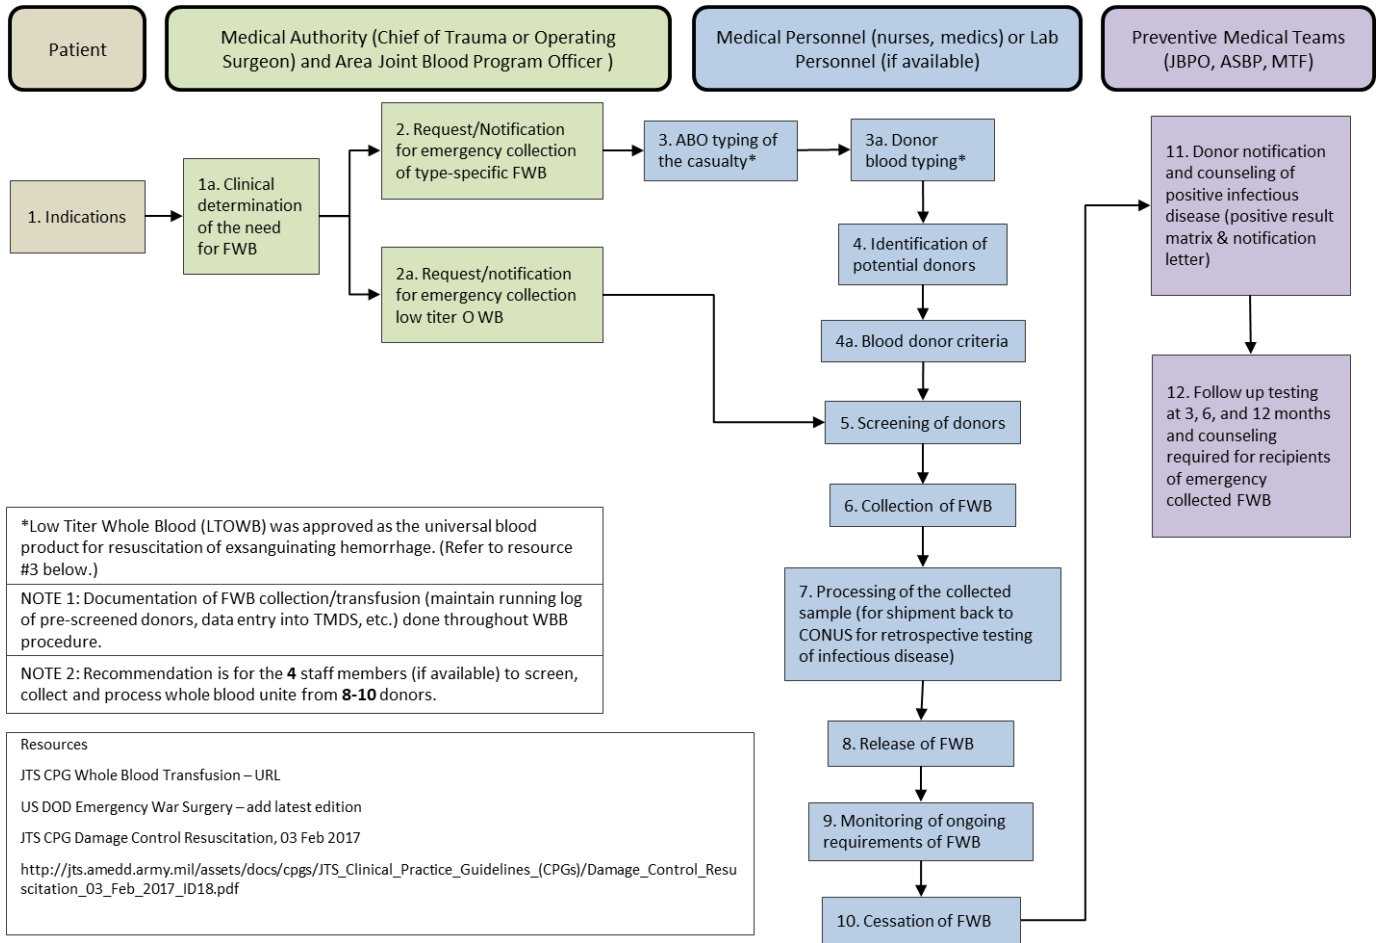 Patient
Medical Authority (Chief of Trauma or Operating
Surgeon) and Area Joint Blood Program Officer )
Medical Personnel (nurses, medics) or Lab
Personnel (if available)
Preventive Medical Teams
(JBPO, ASBP, MTF)
1. Indications
1a. Clinical
determination
of the need
for FWB
2. Request/Notification
for emergency collection
of type-specific FWB
2a. Request/notification
for emergency collection
low titer O WB
3. ABO typing of
the casualty*
3a. Donor
blood typing*
4. Identification of
potential donors
4a. Blood donor criteria
5. Screening of donors
6. Collection of FWB
7. Processing of the collected
sample (for shipment back to
CONUS for retrospective testing
of infectious disease)
8. Release of FWB
9. Monitoring of ongoing
requirements of FWB
10. Cessation of FWB
11. Donor notification
and counseling of
positive infectious
disease (positive result
matrix & notification
letter)
12. Follow up testing
at 3, 6, and 12 months
and counseling
required for recipients
of emergency
collected FWB
*Low Titer Whole Blood (LTOWB) was approved as the universal blood
product for resuscitation of exsanguinating hemorrhage. (Refer to resource
#3 below.)
NOTE 1: Documentation of FWB collection/transfusion (maintain running log
of pre-screened donors, data entry into TMDS, etc.) done throughout WBB
procedure.
NOTE 2: Recommendation is for the 4 staff members (if available) to screen,
collect and process whole blood unite from 8-10 donors.
Resources
JTS CPG Whole Blood Transfusion – URL
US DOD Emergency War Surgery – add latest edition
JTS CPG Damage Control Resuscitation, 03 Feb 2017
http://jts.amedd.army.mil/assets/docs/cpgs/JTS_Clinical_Practice_Guidelines_(CPGs)/Damage_Control_Resu
scitation_03_Feb_2017_ID18.pdf